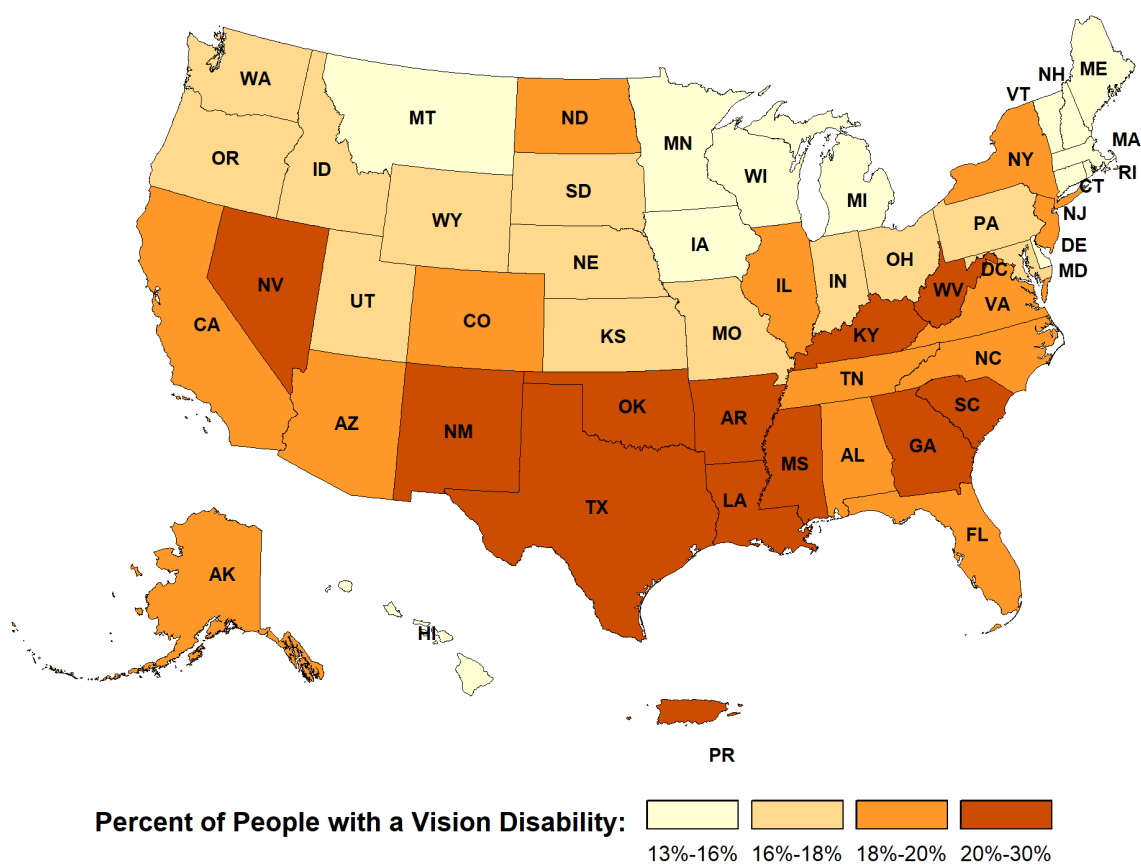 WA
MT
ND
MN
ME
NH
VT
OR
ID
SD
WI
NY
MA
RI
WY
MI
CT
NJ
IA
PA
NE
OH
DE
NV
UT
CO
IL
IN
DC
MD
WV
VA
CA
KS
MO
KY
NC
TN
AZ
NM
OK
AR
SC
MS
AL
GA
TX
LA
FL
AK
HI
PR
Percent of People with a Vision Disability:
13%-16% 16%-18% 18%-20% 20%-30%